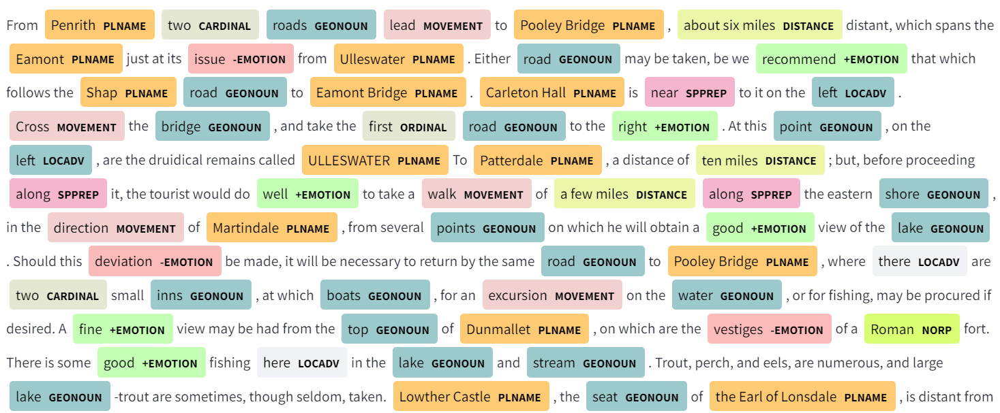 From Penrith PLNAME two CARDINAL roads GEONOUN lead MOVEMENT to Pooley Bridge PLNAME , about six miles DISTANCE distant, which spans the
Eamont PLNAME just at its issue -EMOTION from Ulleswater PLNAME . Either road GEONOUN may be taken, be we recommend +EMOTION that which
follows the Shap PLNAME road GEONOUN to Eamont Bridge PLNAME . Carleton Hall PLNAME is near SPPREP to it on the left LOCADV .
Cross MOVEMENT the bridge GEONOUN , and take the first ORDINAL road GEONOUN to the right +EMOTION . At this point GEONOUN , on the
left LOCADV , are the druidical remains called ULLESWATER PLNAME To Patterdale PLNAME , a distance of ten miles DISTANCE ; but, before proceeding
along SPPREP it, the tourist would do well +EMOTION to take a walk MOVEMENT of a few miles DISTANCE along SPPREP the eastern shore GEONOUN ,
in the direction MOVEMENT of Martindale PLNAME , from several points GEONOUN on which he will obtain a good +EMOTION view of the lake GEONOUN
. Should this deviation -EMOTION be made, it will be necessary to return by the same road GEONOUN to Pooley Bridge PLNAME , where there LOCADV are
two CARDINAL small inns GEONOUN , at which boats GEONOUN , for an excursion MOVEMENT on the water GEONOUN , or for fishing, may be procured if
desired. A fine +EMOTION view may be had from the top GEONOUN of Dunmallet PLNAME , on which are the vestiges -EMOTION of a Roman NORP fort.
There is some good +EMOTION fishing here LOCADV in the lake GEONOUN and stream GEONOUN . Trout, perch, and eels, are numerous, and large
lake GEONOUN -trout are sometimes, though seldom, taken. Lowther Castle PLNAME , the seat GEONOUN of the Earl of Lonsdale PLNAME , is distant from